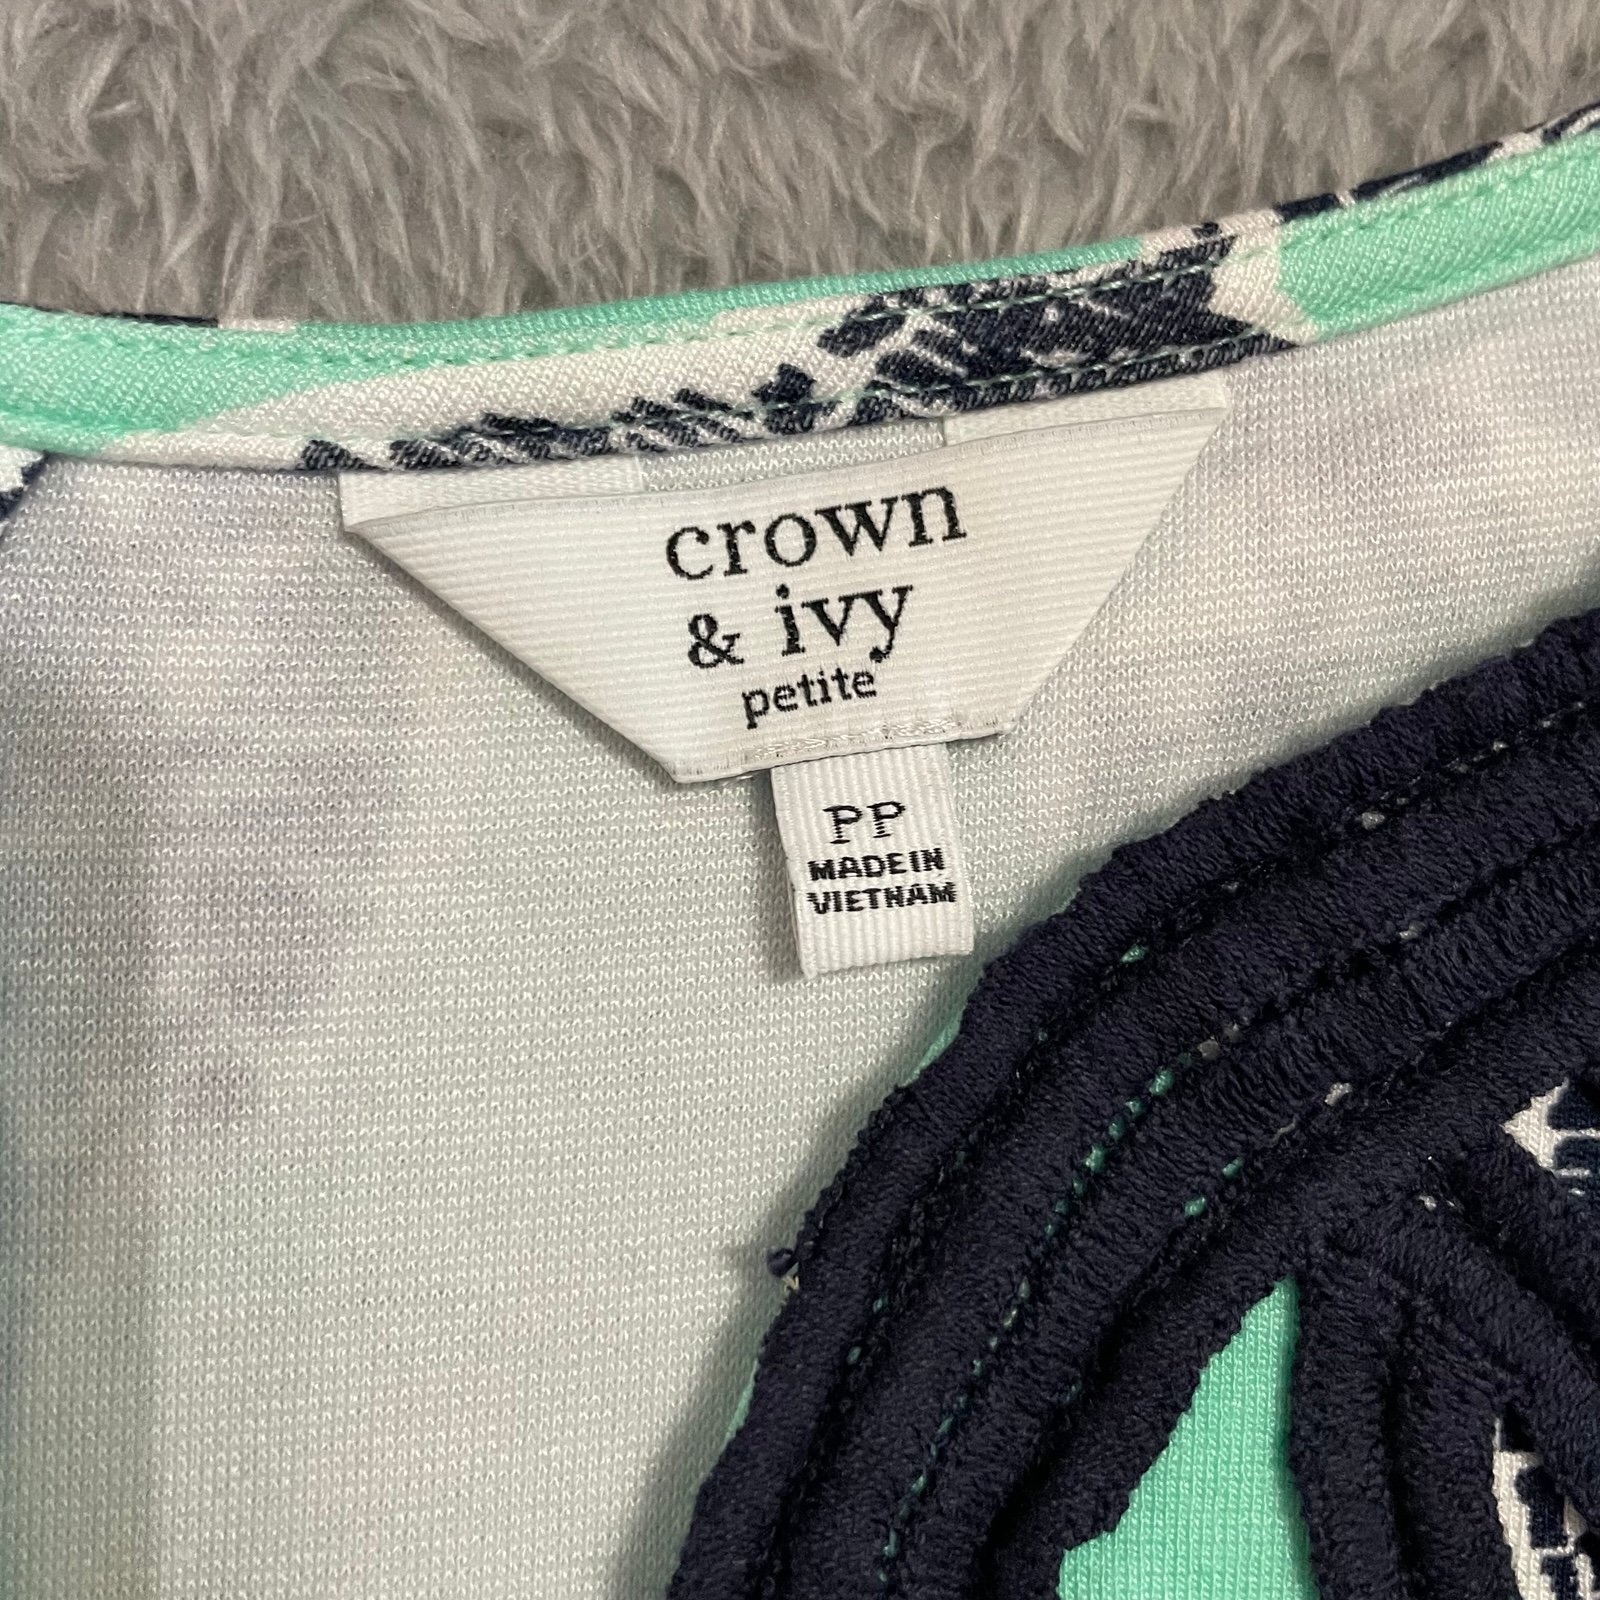 crown
& ivy
petite
PP
MADE IN
VIETNAM